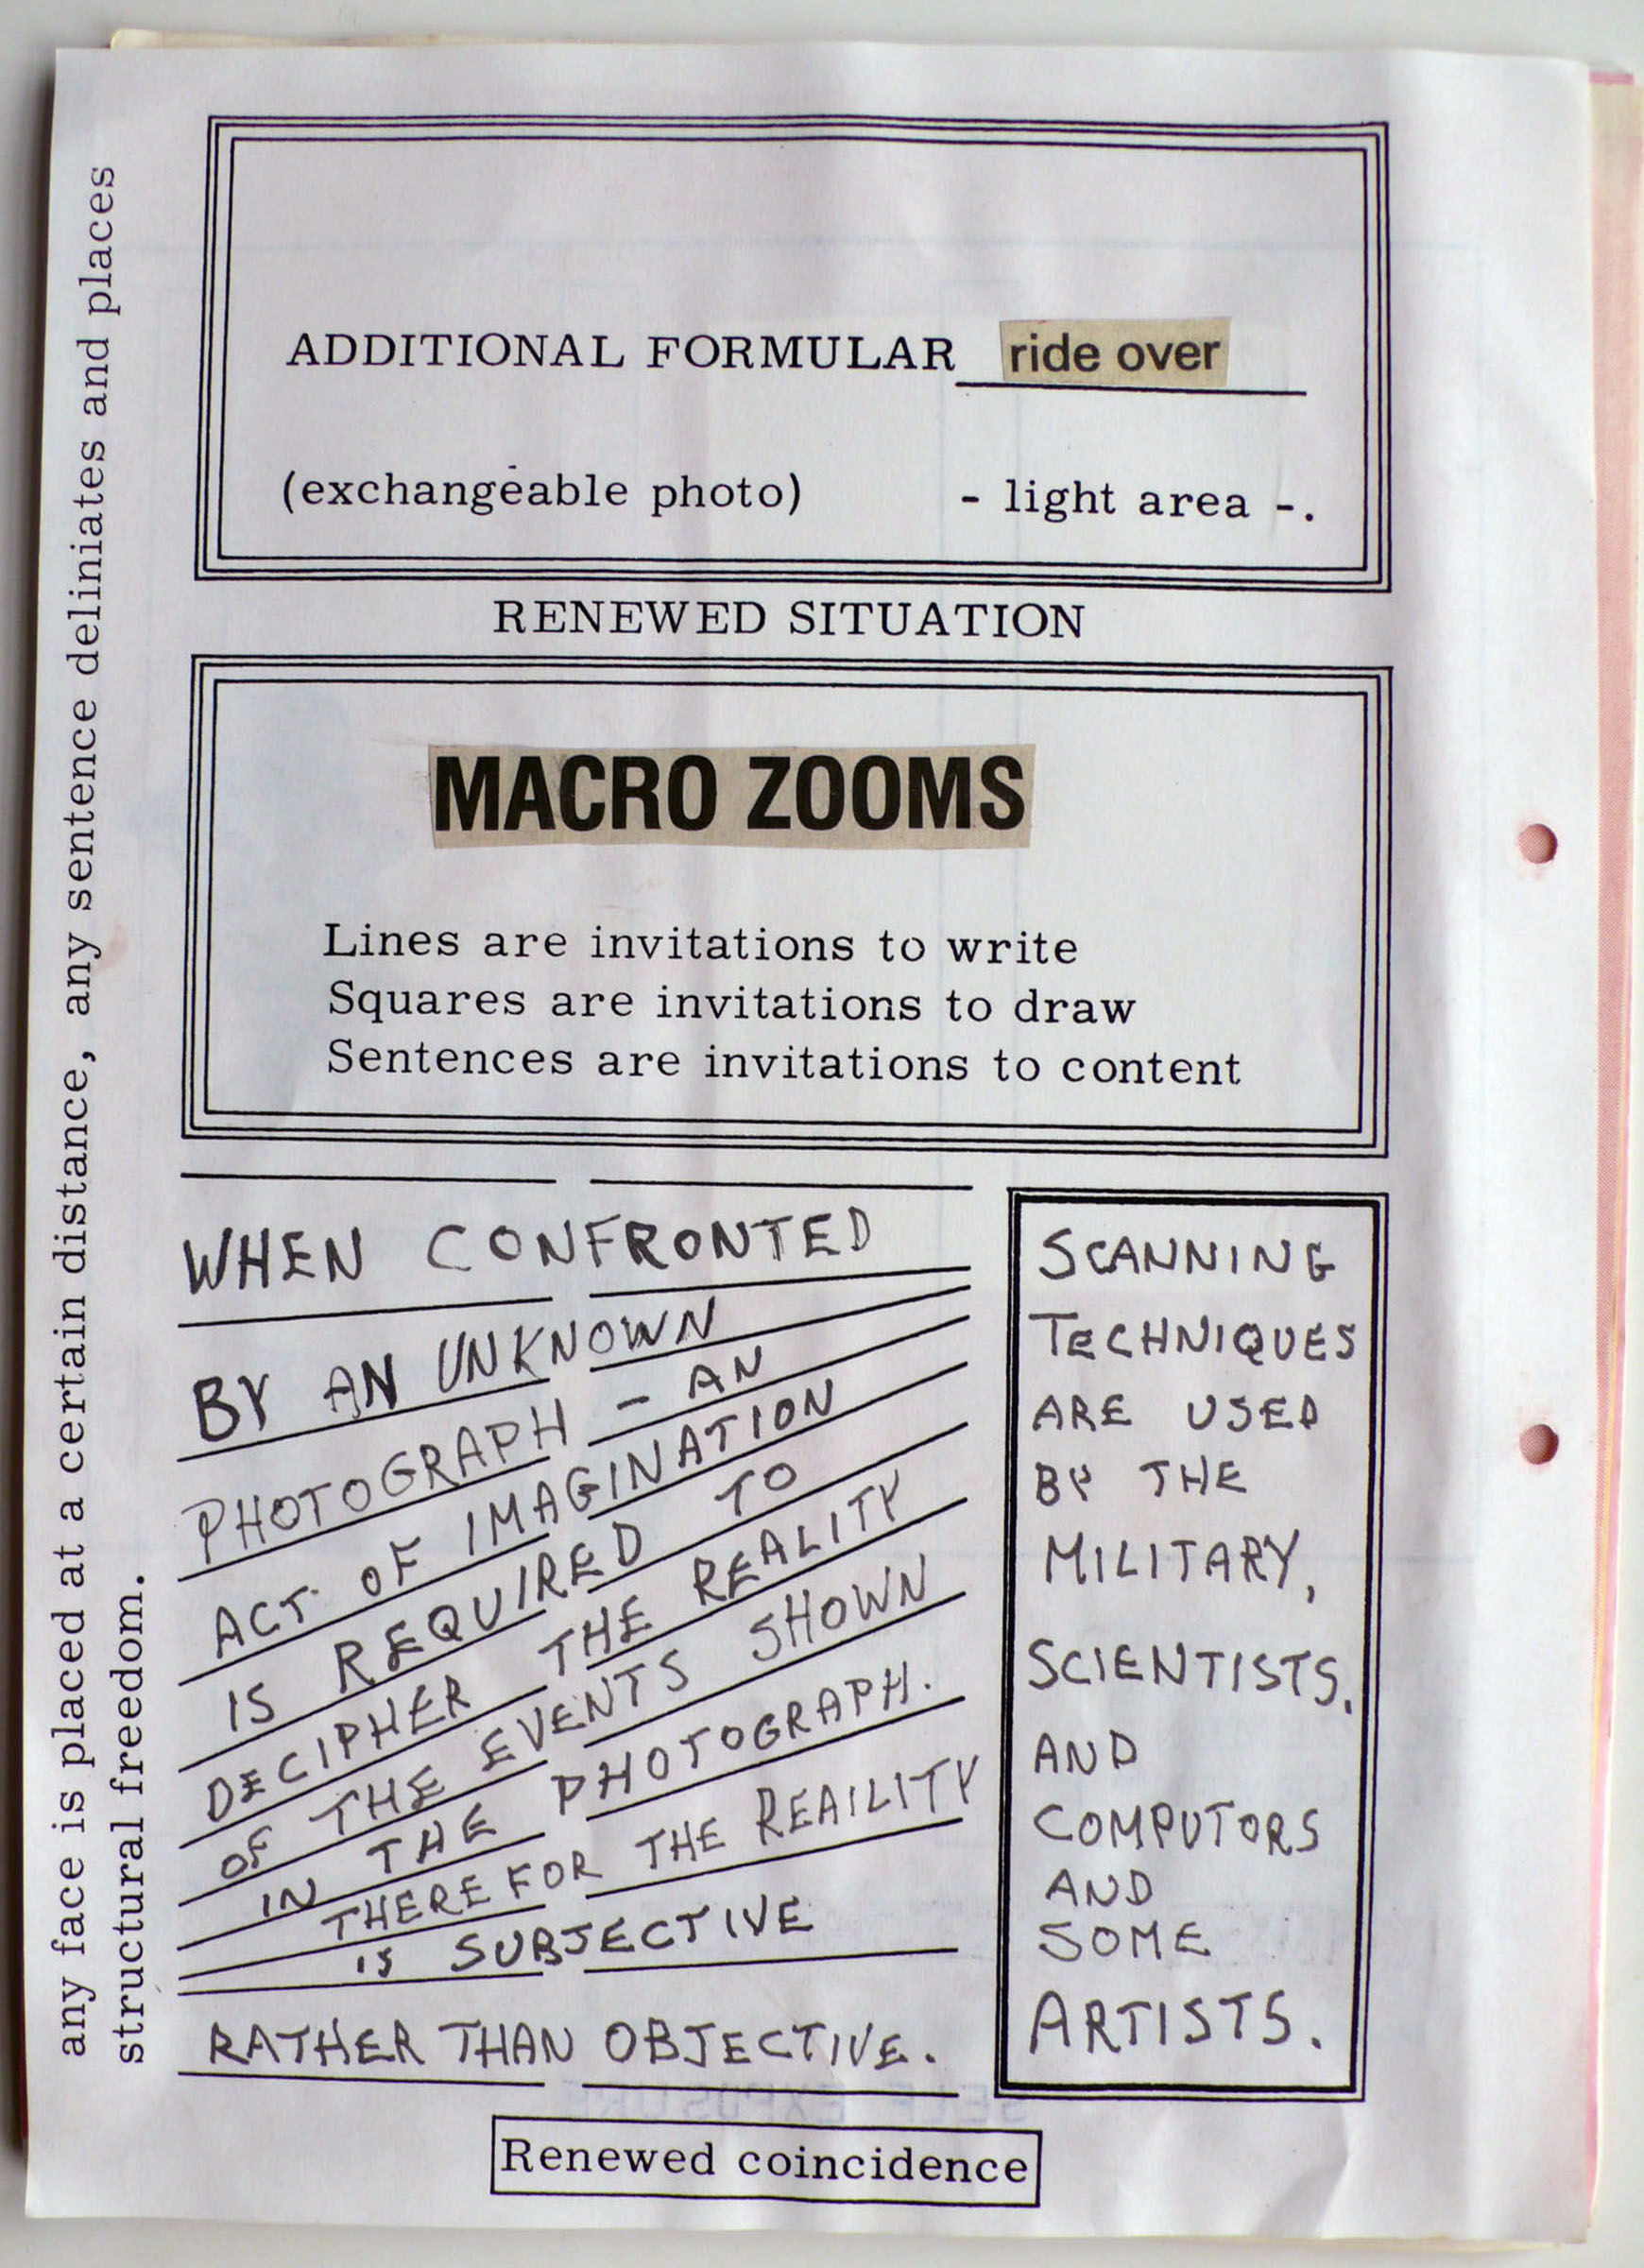 any face is placed at a certain distance, any sentence deliniates and places
structural freedom.
ADDITIONAL FORMULAR ride over
(exchangeable photo) - light area -.
RENEWED SITUATION
MACRO ZOOMS
Lines are invitations to write
Squares are invitations to draw
Sentences are invitations to content
WHEN CONFRONTED
BY AN UNKNOWN
PHOTOGRAPH - AN
ACT OF IMAGINATION
IS REQUIRED TO
DECIPHER THE REALITY
OF THE EVENTS SHOWN
IN THE PHOTOGRAPH.
THEREFOR THE REAILITY
IS SUBJECTIVE
RATHER THAN OBJECTIVE.
SCANNING
TECHNIQUES
ARE USED
BY THE
MILITARY,
SCIENTISTS,
AND
COMPUTORS
AND
SOME
ARTISTS.
SELF EXPOSURE
Renewed coincidence